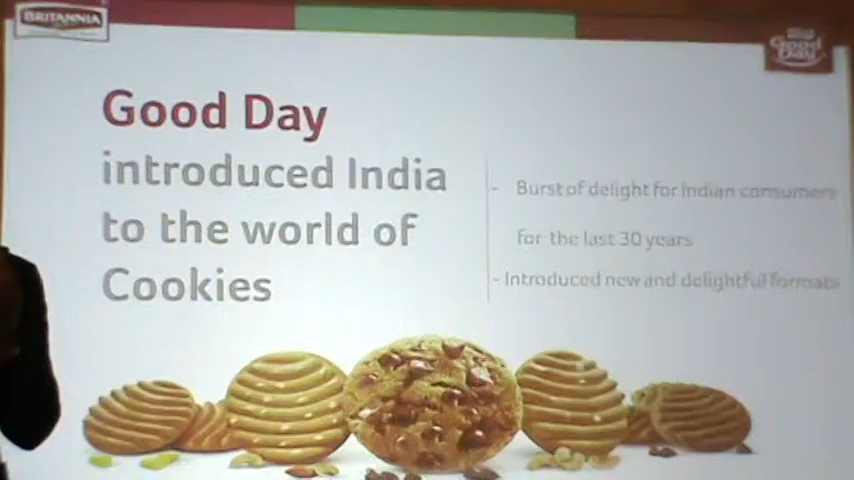 BRITANNIA
Good Day
Good Day
introduced India
to the world of
Cookies
- Burst of delight for Indian consumers
for the last 30 years
- Introduced new and delightful formats